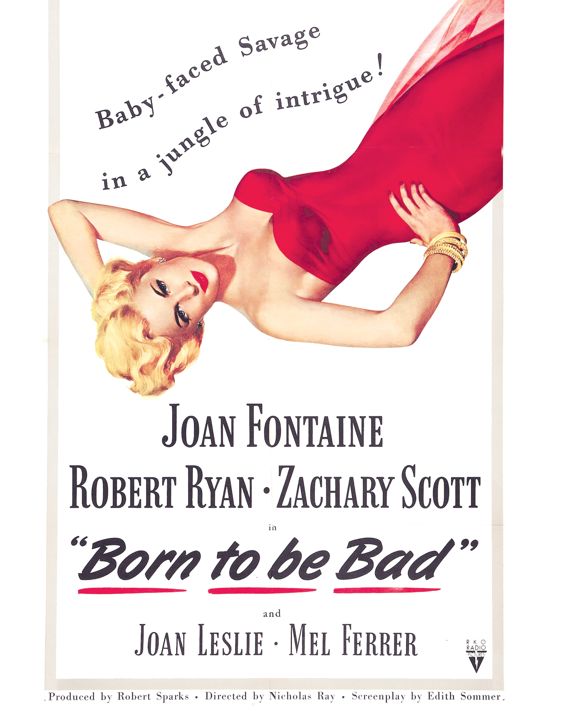 Baby-faced Savage
in a jungle of intrigue!
JOAN FONTAINE
ROBERT RYAN · ZACHARY SCOTT
in
“Born to be Bad”
and
JOAN LESLIE · MEL FERRER
RKO
RADIO
Produced by Robert Sparks • Directed by Nicholas Ray • Screenplay by Edith Sommer